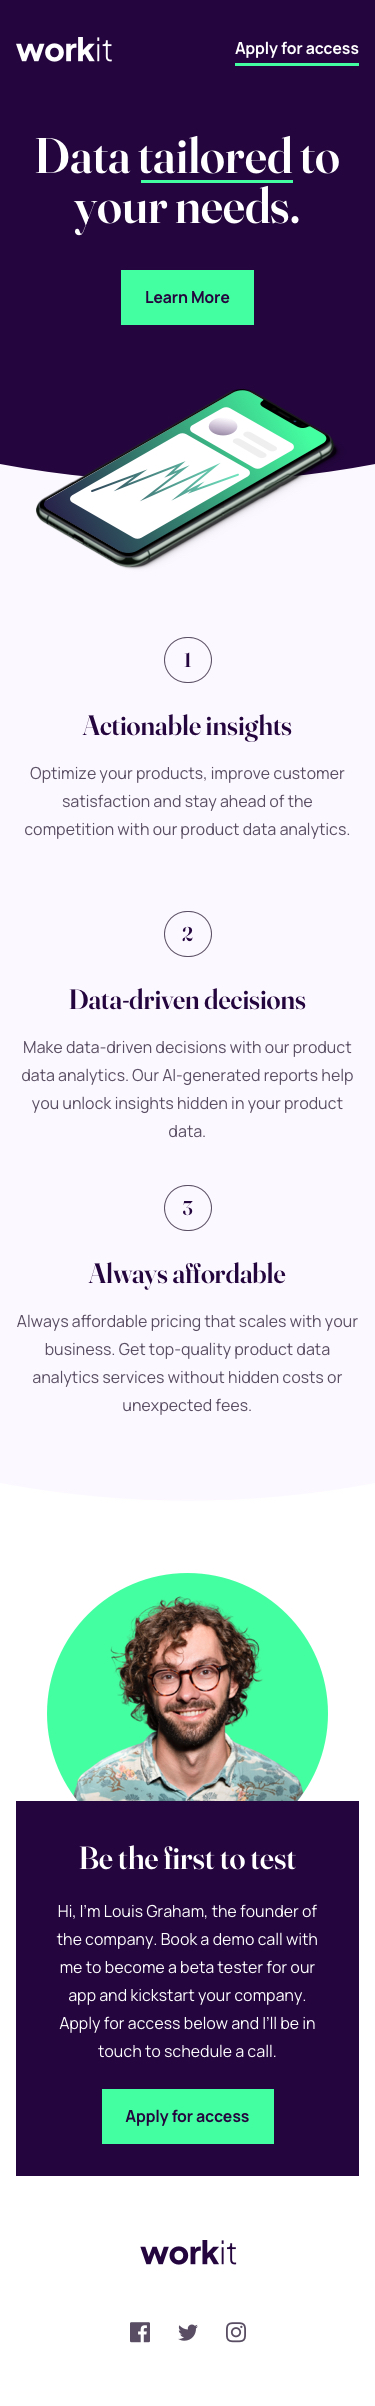 workit
Apply for access
Data tailored to
your needs.
Learn More
1
Actionable insights
Optimize your products, improve customer
satisfaction and stay ahead of the
competition with our product data analytics.
2
Data-driven decisions
Make data-driven decisions with our product
data analytics. Our AI-generated reports help
you unlock insights hidden in your product
data.
3
Always affordable
Always affordable pricing that scales with your
business. Get top-quality product data
analytics services without hidden costs or
unexpected fees.
Be the first to test
Hi, I'm Louis Graham, the founder of
the company. Book a demo call with
me to become a beta tester for our
app and kickstart your company.
Apply for access below and I'll be in
touch to schedule a call.
Apply for access
workit